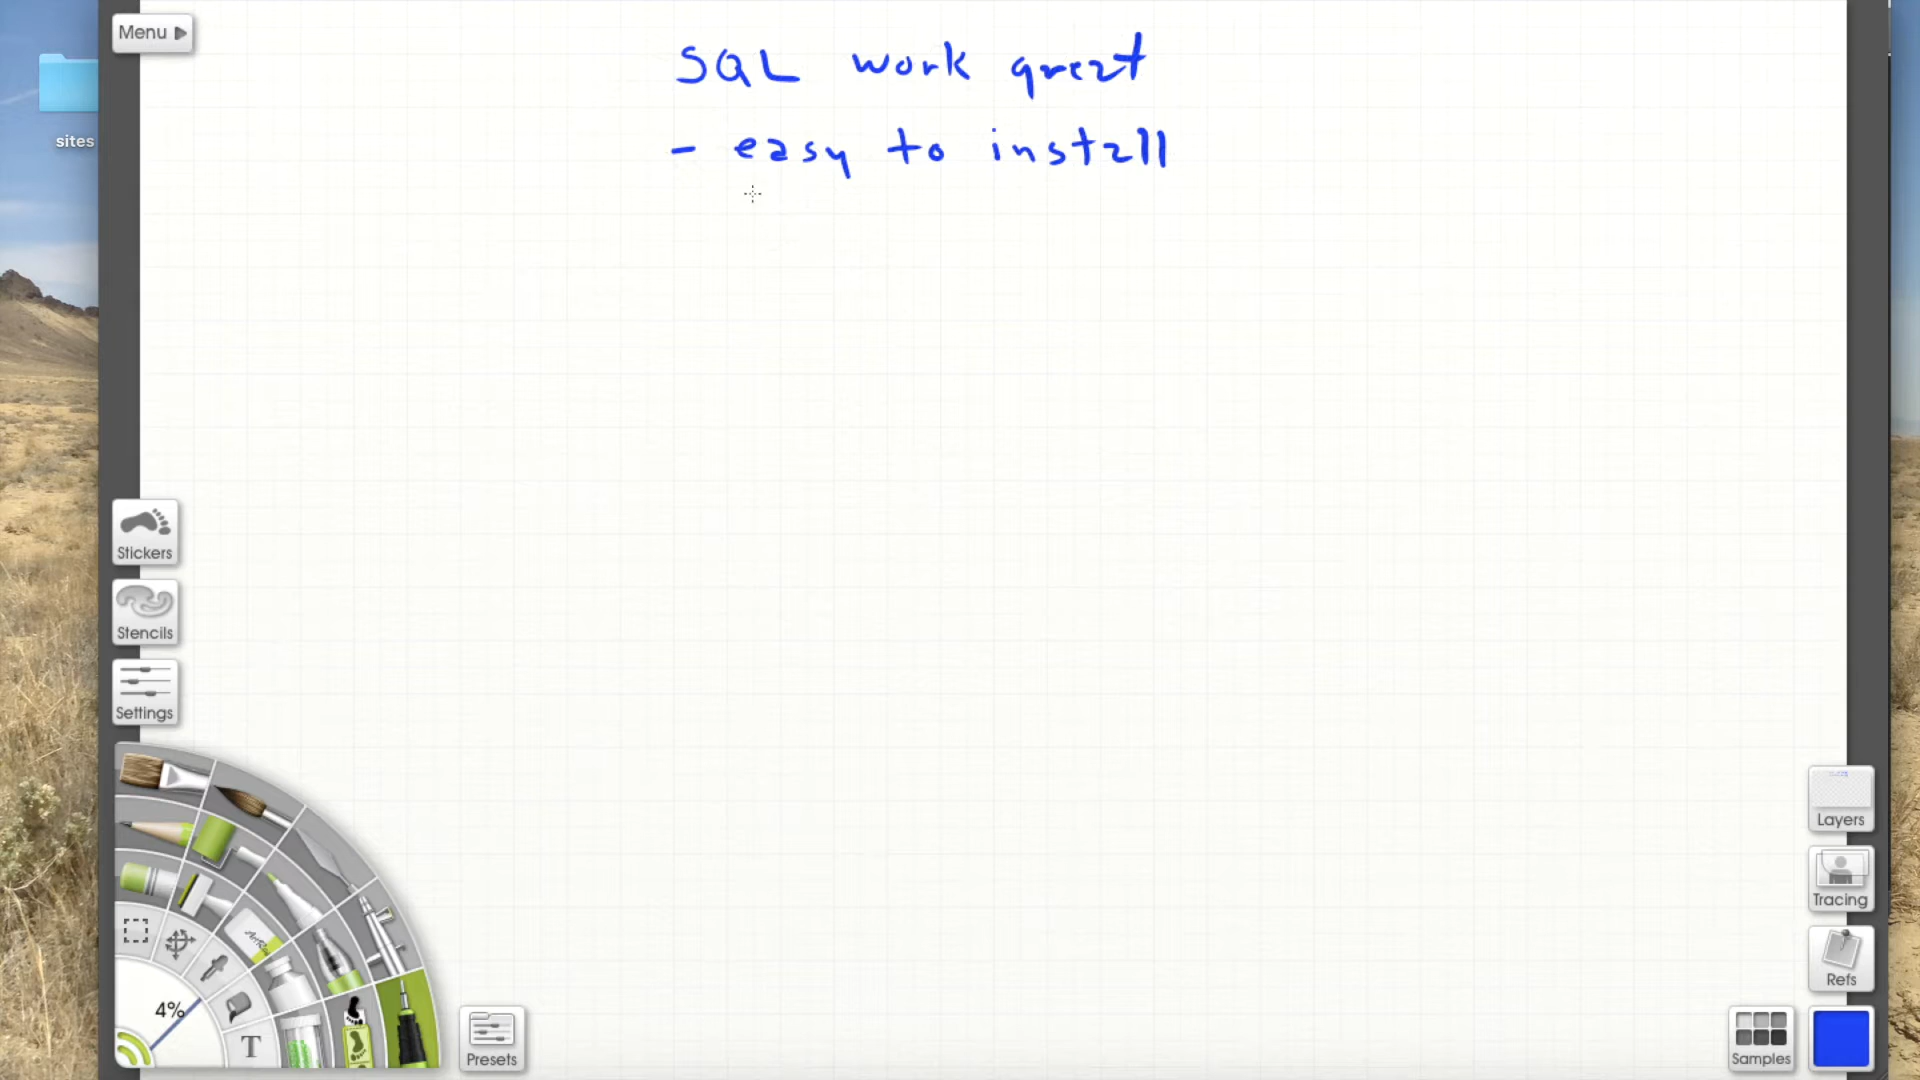 Menu
SQL work great
sites
- easy to install
Stickers
Stencils
Settings
Layers
Tracing
Refs
4%
T
Presets
Samples